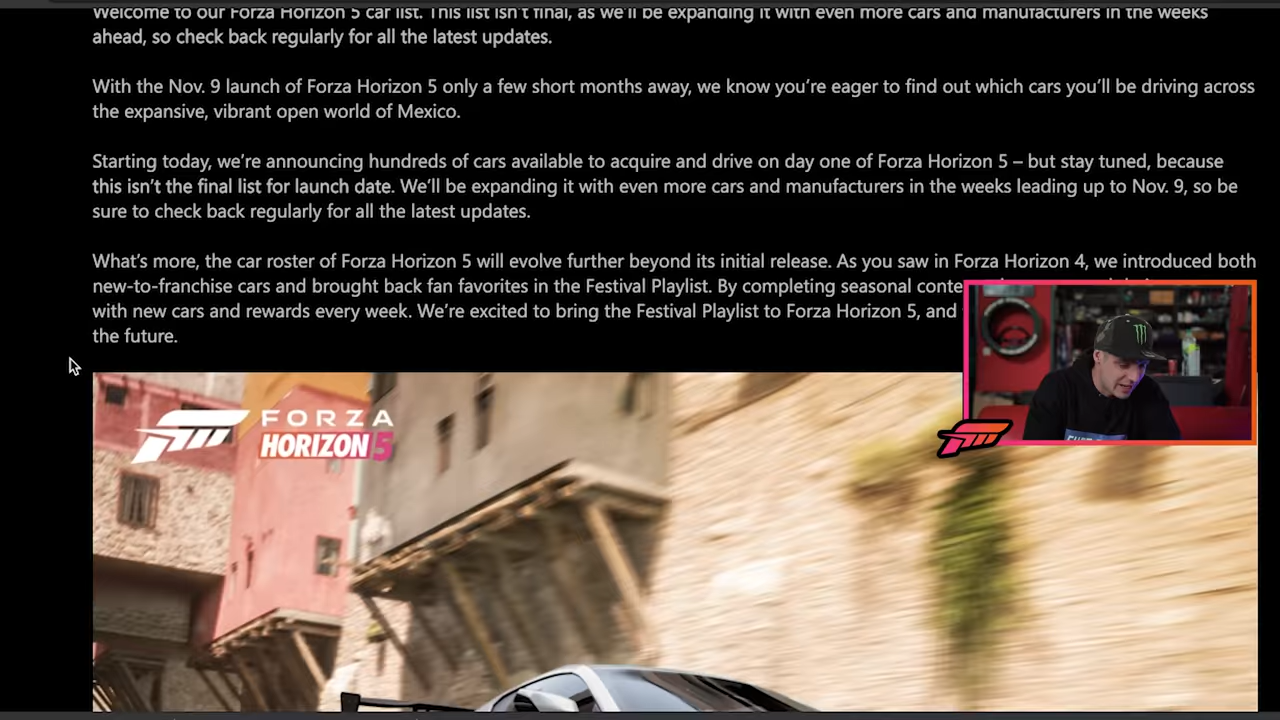 Welcome to our Forza Horizon 5 car list. This list isn't final, as we'll be expanding it with even more cars and manufacturers in the weeks
ahead, so check back regularly for all the latest updates.
With the Nov. 9 launch of Forza Horizon 5 only a few short months away, we know you're eager to find out which cars you'll be driving across
the expansive, vibrant open world of Mexico.
Starting today, we're announcing hundreds of cars available to acquire and drive on day one of Forza Horizon 5 – but stay tuned, because
this isn't the final list for launch date. We'll be expanding it with even more cars and manufacturers in the weeks leading up to Nov. 9, so be
sure to check back regularly for all the latest updates.
What's more, the car roster of Forza Horizon 5 will evolve further beyond its initial release. As you saw in Forza Horizon 4, we introduced both
new-to-franchise cars and brought back fan favorites in the Festival Playlist. By completing seasonal
with new cars and rewards every week. We're excited to bring the Festival Playlist to Forza Horizon 5, and
the future.
FORZA
HORIZON 5